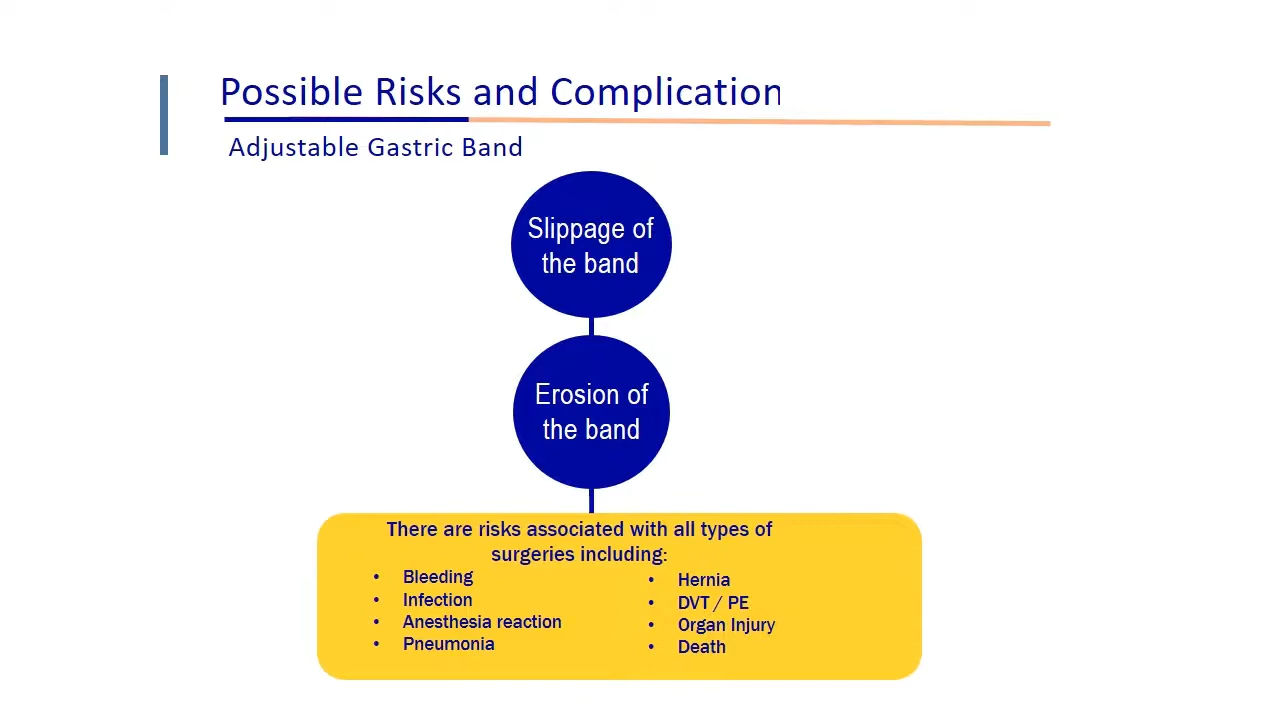 Possible Risks and Complication
Adjustable Gastric Band
Slippage of
the band
Erosion of
the band
There are risks associated with all types of
surgeries including:
• Bleeding
• Infection
• Anesthesia reaction
• Pneumonia
• Hernia
• DVT / PE
• Organ Injury
• Death